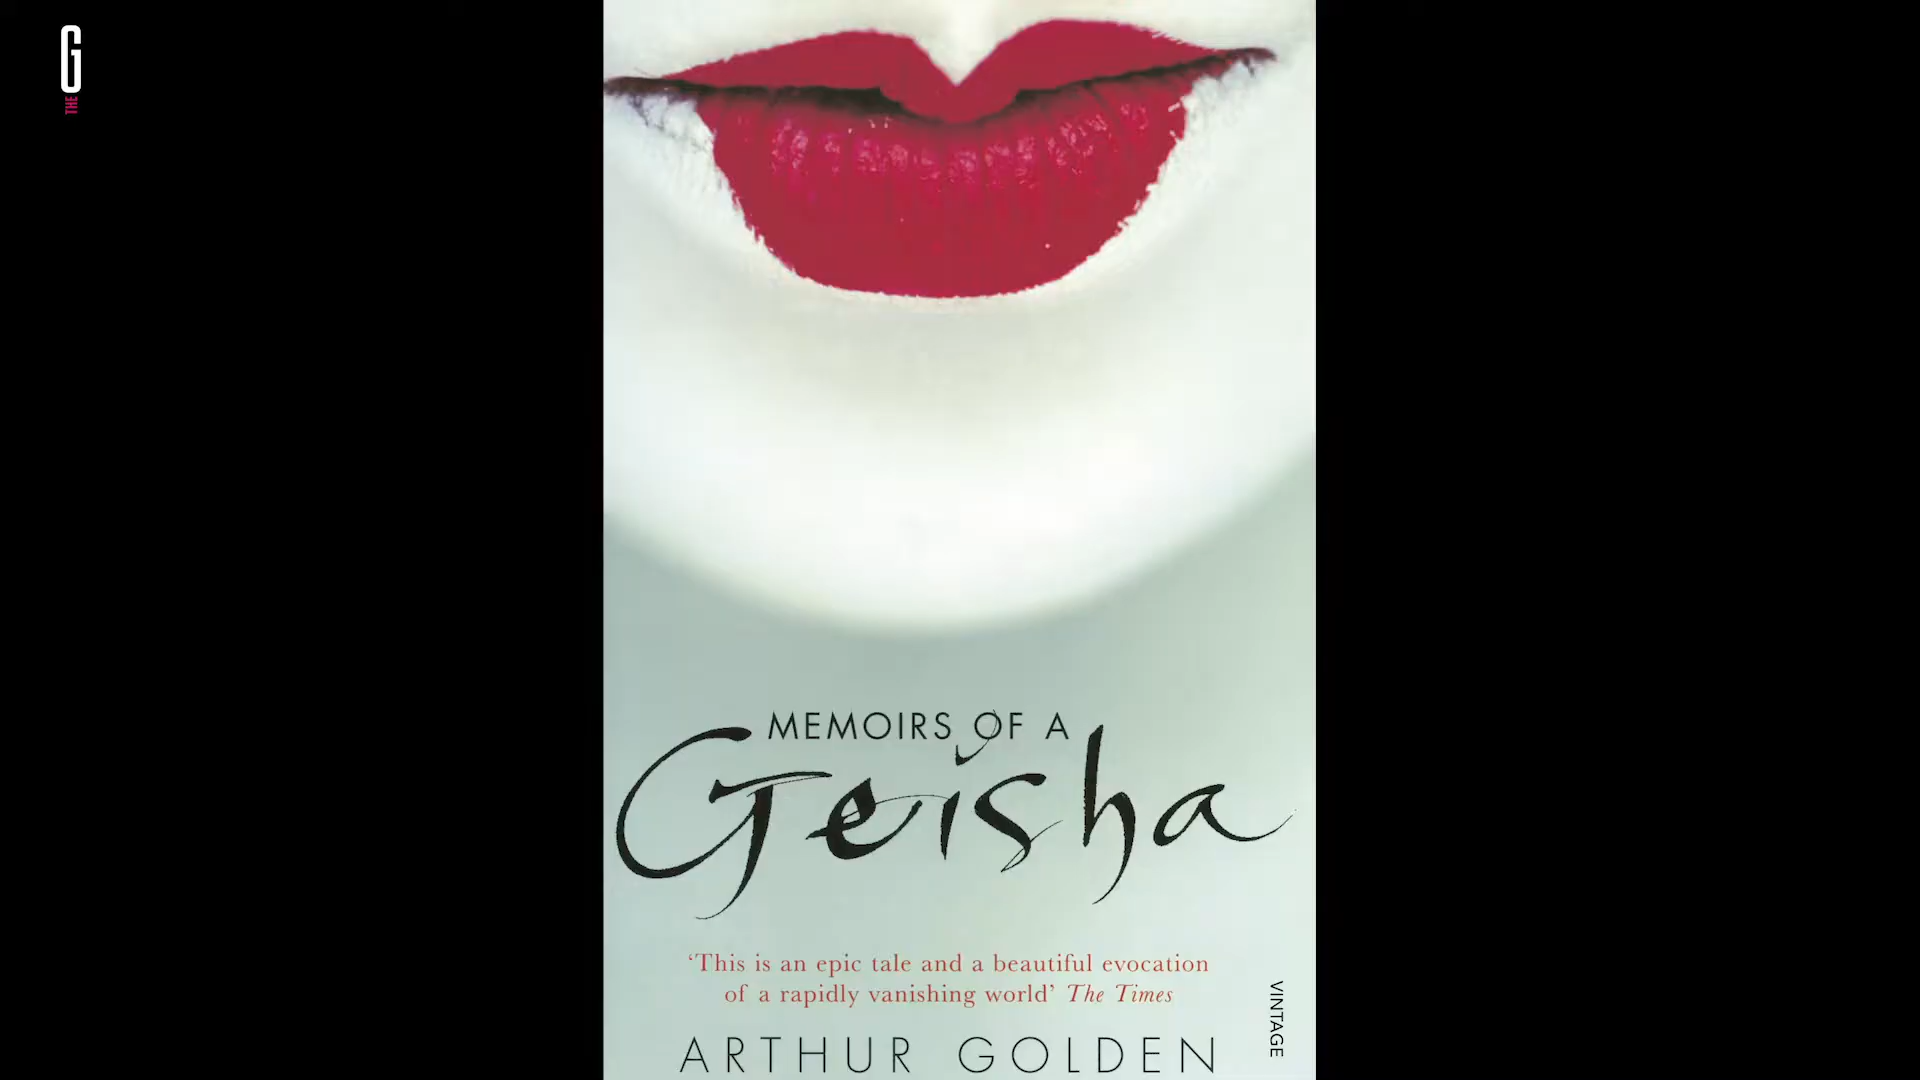 THE G
MEMOIRS OF A
Geisha
‘This is an epic tale and a beautiful evocation
of a rapidly vanishing world’ The Times
VINTAGE
ARTHUR GOLDEN